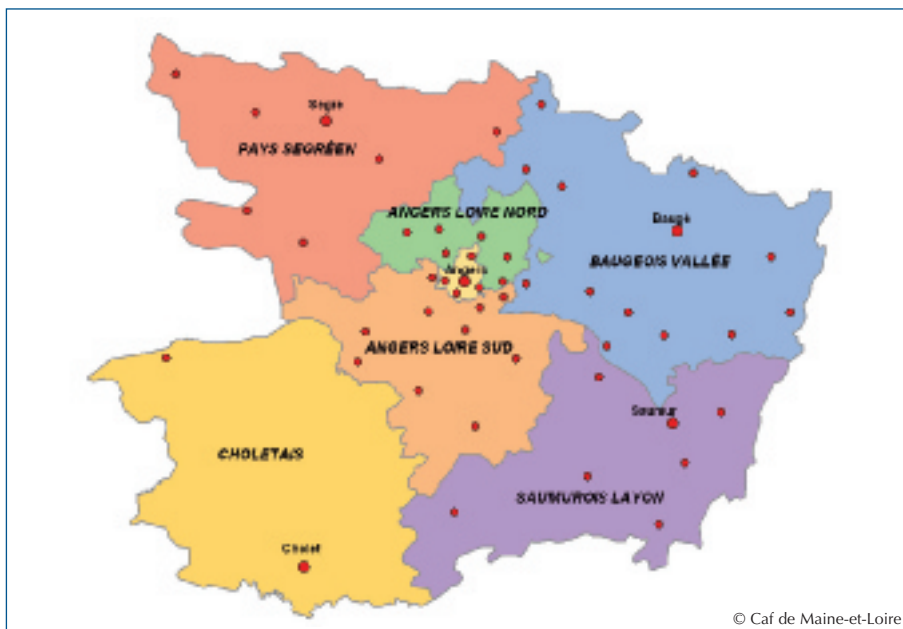 Segré
PAYS SEGRÉEN
ANGERS LOIRE NORD
Baugé
Angers
BAUGEOIS VALLÉE
ANGERS LOIRE SUD
Saumur
CHOLETAIS
SAUMUROIS LAYON
Cholet
© Caf de Maine-et-Loire